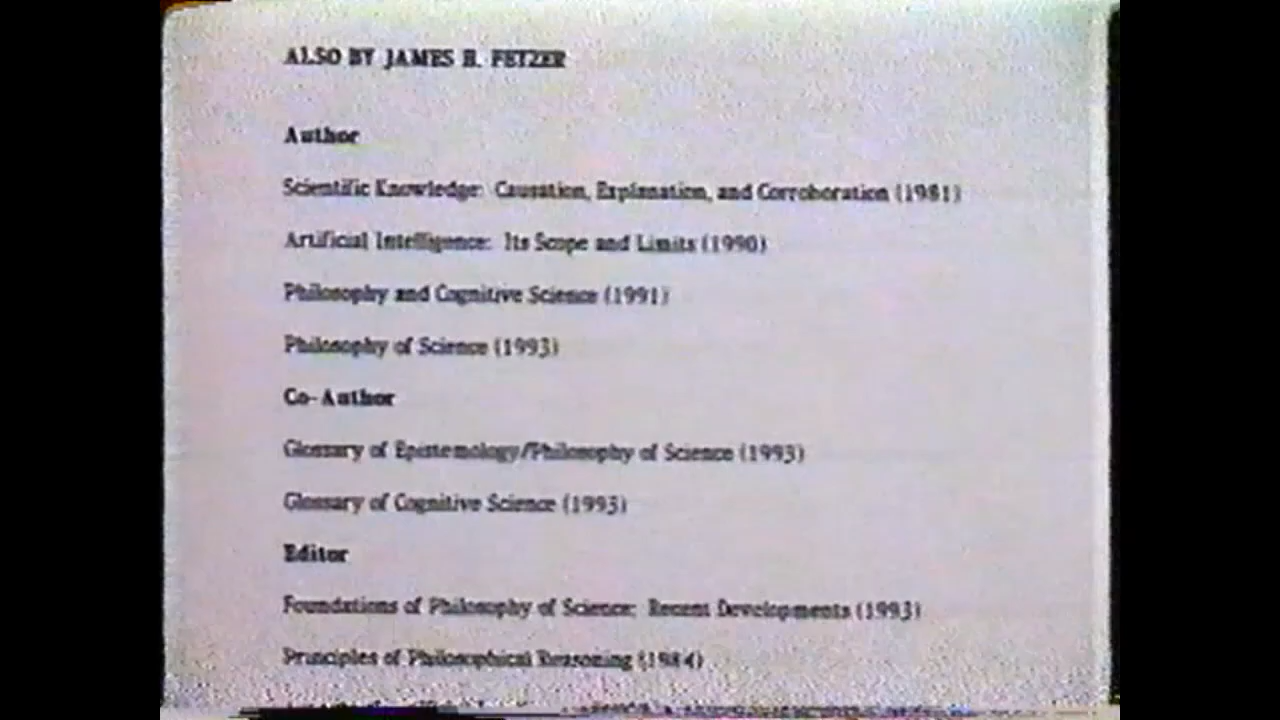 ALSO BY JAMES H. FETZER
Author
Scientific Knowledge: Causation, Explanation, and Corroboration (1981)
Artificial Intelligence: Its Scope and Limits (1990)
Philosophy and Cognitive Science (1991)
Philosophy of Science (1993)
Co-Author
Glossary of Epistemology/Philosophy of Science (1993)
Glossary of Cognitive Science (1993)
Editor
Foundations of Philosophy of Science: Recent Developments (1993)
Principles of Philosophical Reasoning (1984)